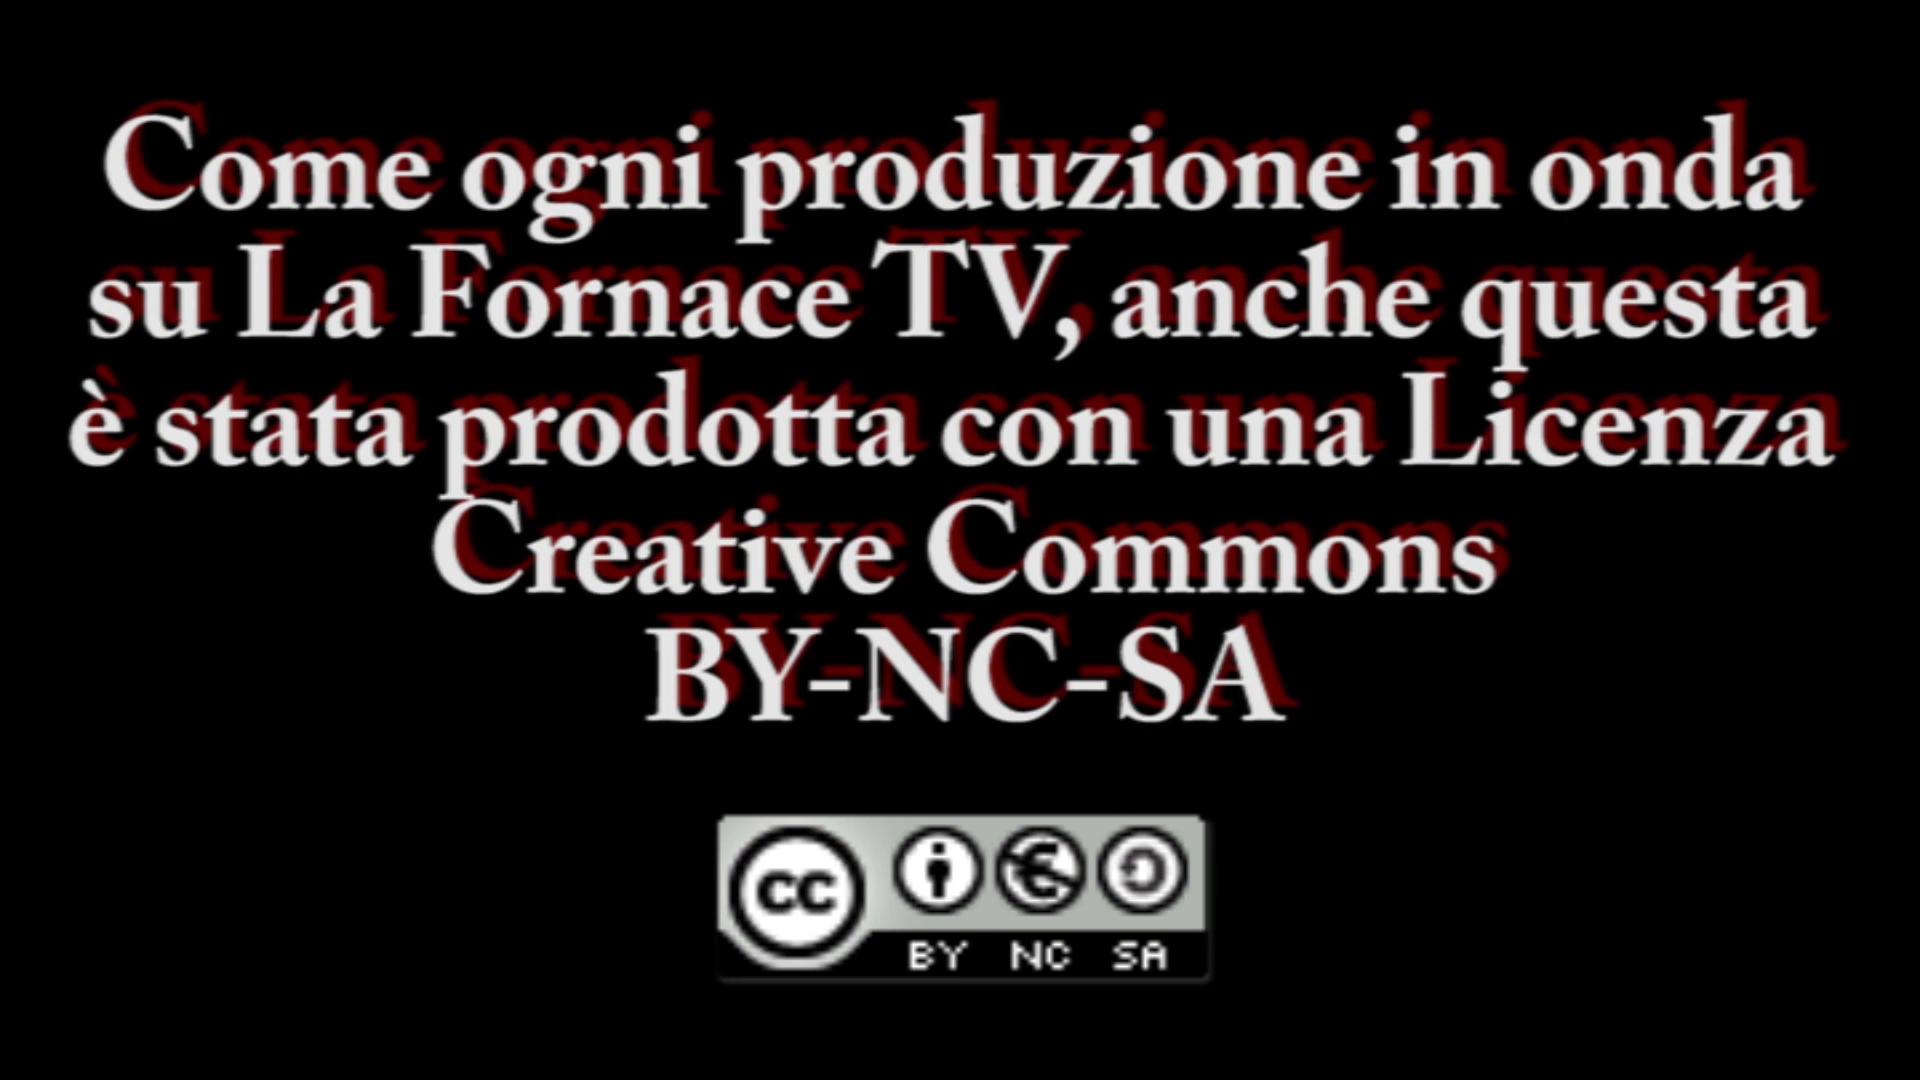 Come ogni produzione in onda
su La Fornace TV, anche questa
è stata prodotta con una Licenza
Creative Commons
BY-NC-SA
cc
BY NC SA